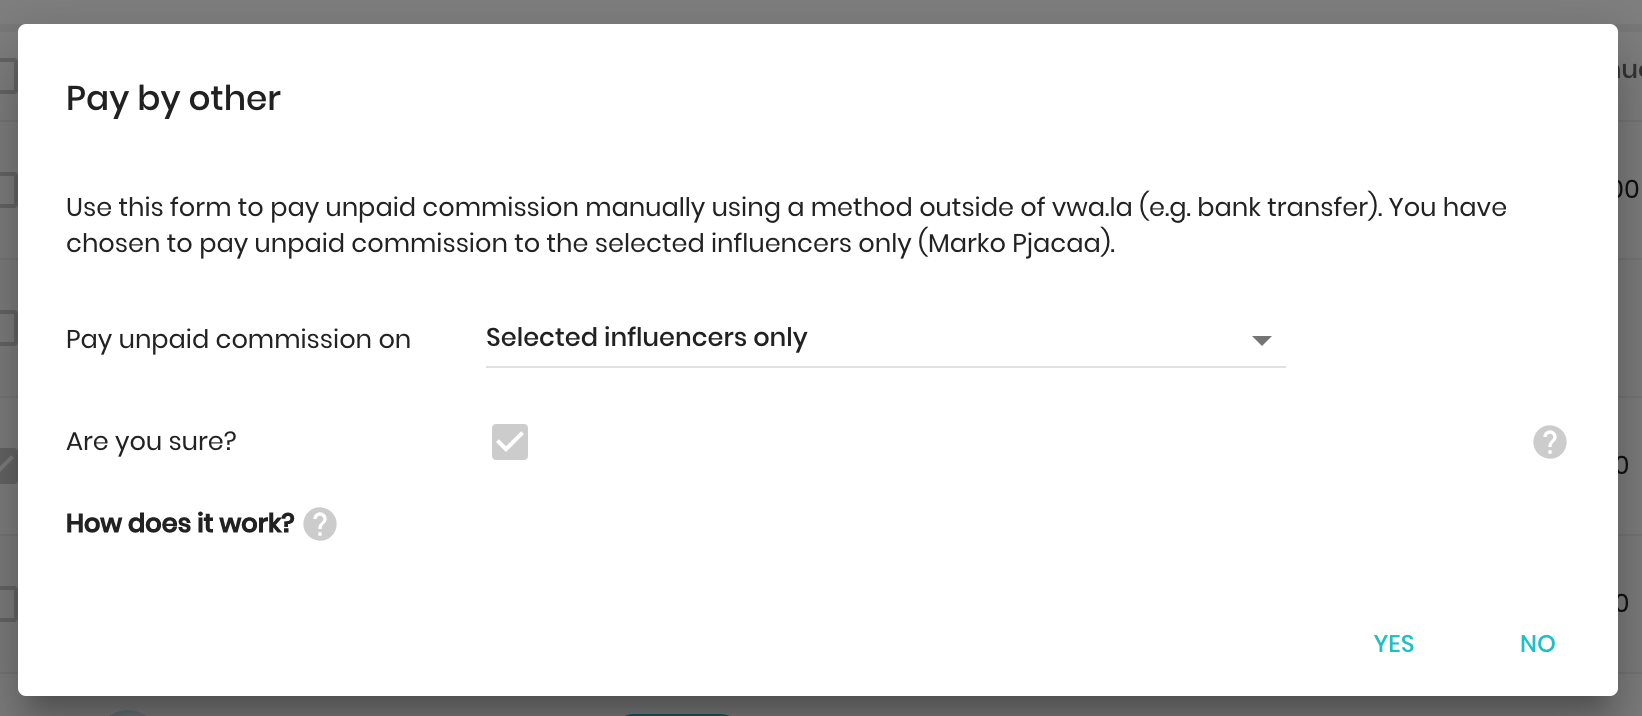 Pay by other
Use this form to pay unpaid commission manually using a method outside of vwa.la (e.g. bank transfer). You have
chosen to pay unpaid commission to the selected influencers only (Marko Pjacaa).
Pay unpaid commission on
Selected influencers only
Are you sure?
How does it work?
YES
NO